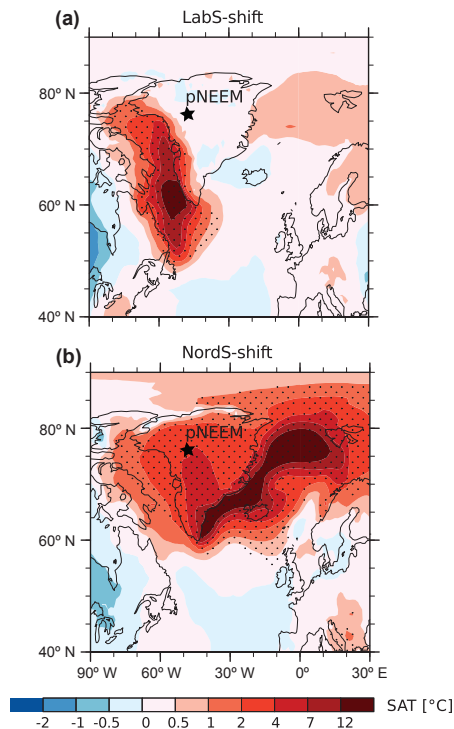 (a) LabS-shift
80° N
pNEEM
60° N
40° N
(b) NordS-shift
80° N
pNEEM
60° N
40° N
90° W 60° W 30° W 0° 30° E
SAT [°C]
-2 -1 -0.5 0 0.5 1 2 4 7 12